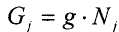 G_j = g · N_j